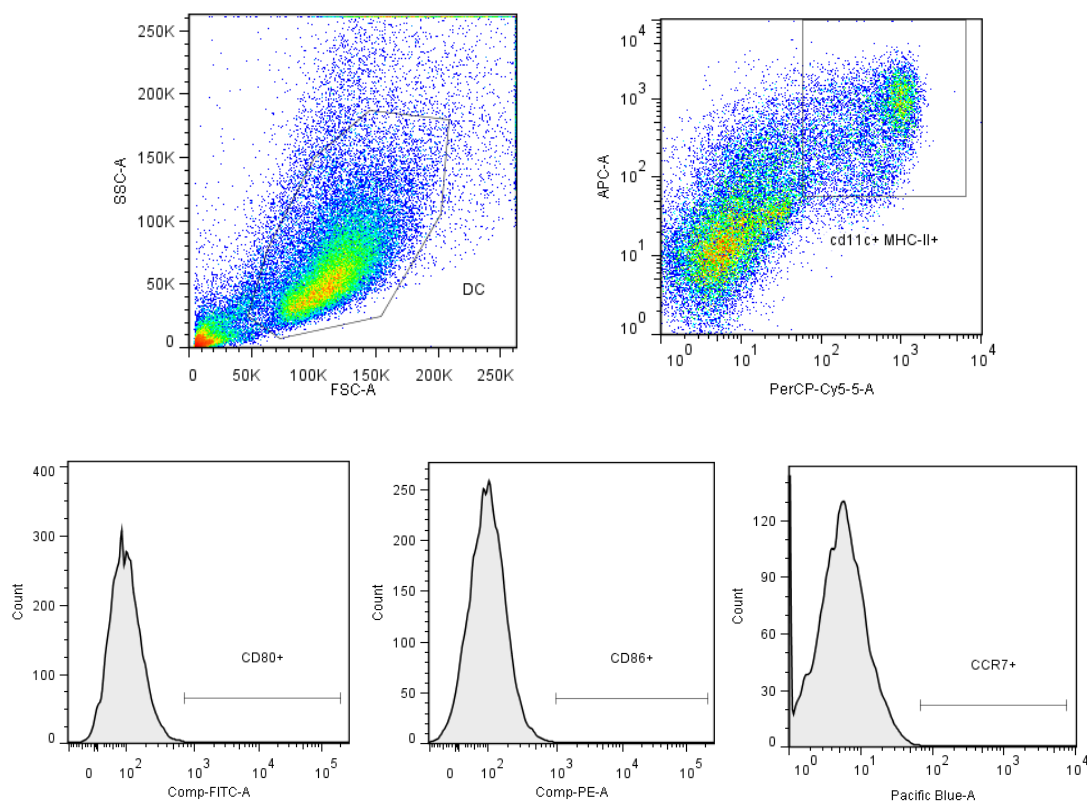 250K
200K
150K
100K
50K
0
SSC-A
DC
0 50K 100K 150K 200K 250K
FSC-A
10^4
10^3
10^2
10^1
10^0
APC-A
cd11c+ MHC-II+
10^0 10^1 10^2 10^3 10^4
PerCP-Cy5-5-A
400
300
200
100
0
Count
CD80+
0 10^2 10^3 10^4 10^5
Comp-FITC-A
250
200
150
100
50
0
Count
CD86+
0 10^2 10^3 10^4 10^5
Comp-PE-A
120
90
60
30
0
Count
CCR7+
10^0 10^1 10^2 10^3 10^4
Pacific Blue-A